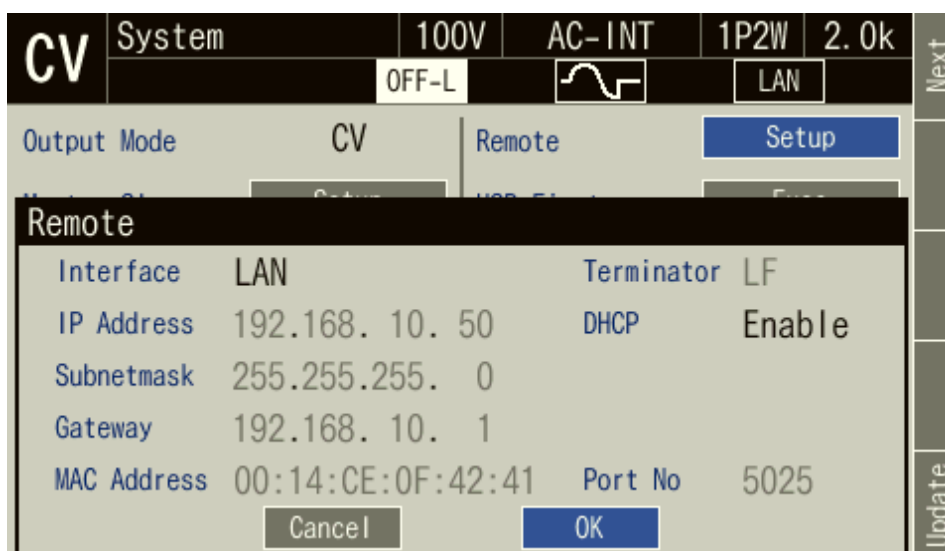 CV System 100V AC-INT 1P2W 2.0k
OFF-L LAN
Next
Output Mode CV Remote Setup
Remote
Interface LAN Terminator LF
IP Address 192.168. 10. 50 DHCP Enable
Subnetmask 255.255.255. 0
Gateway 192.168. 10. 1
MAC Address 00:14:CE:0F:42:41 Port No 5025
Cancel OK
Update